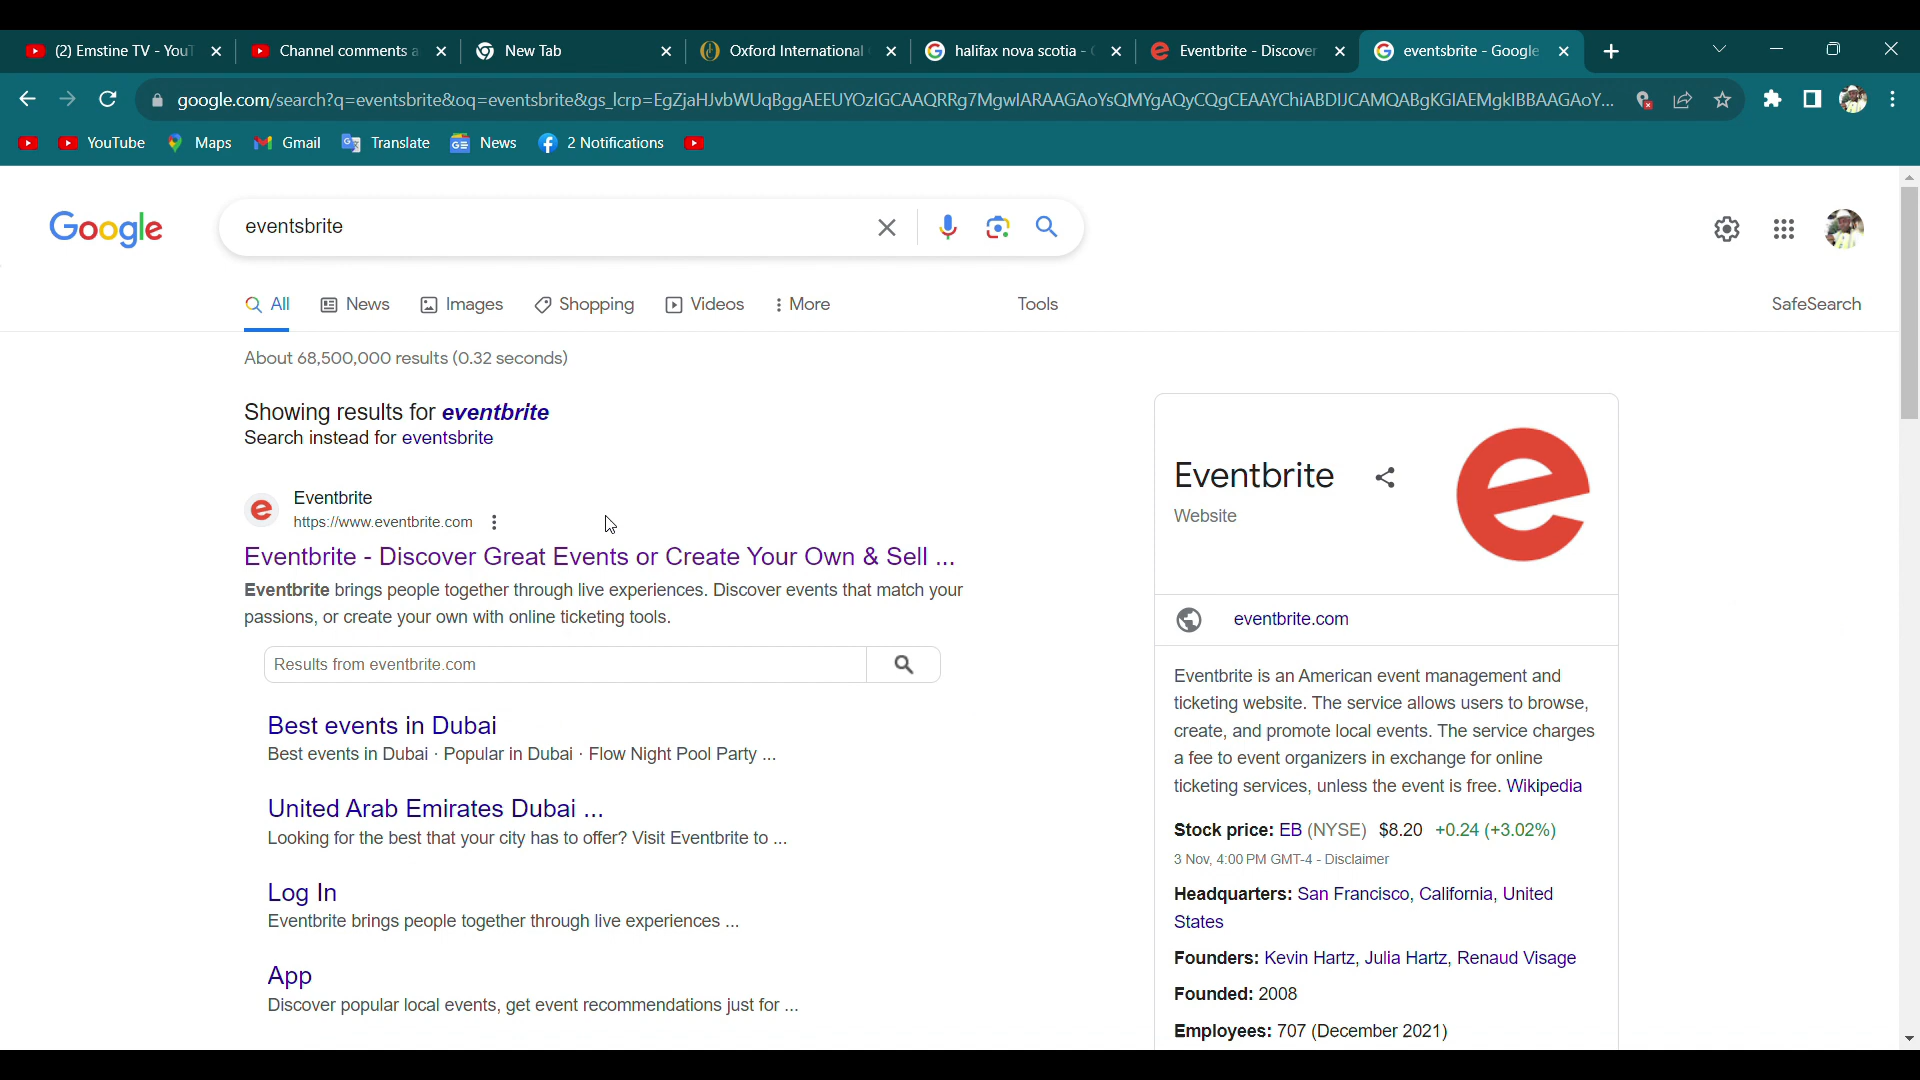 (2) Emstine TV - YouT
Channel comments a
New Tab
Oxford International
halifax nova scotia -
Eventbrite - Discover
eventsbrite - Google
google.com/search?q=eventsbrite&oq=eventsbrite&gs_lcrp=
YouTube
Maps
Gmail
Translate
News
2 Notifications
Google
eventsbrite
All
News
Images
Shopping
Videos
More
Tools
SafeSearch
About 68,500,000 results (0.32 seconds)
Showing results for eventbrite
Search instead for eventsbrite
Eventbrite
https://www.eventbrite.com
Eventbrite - Discover Great Events or Create Your Own & Sell ...
Eventbrite brings people together through live experiences. Discover events that match your
passions, or create your own with online ticketing tools.
Results from eventbrite.com
Best events in Dubai
Best events in Dubai · Popular in Dubai · Flow Night Pool Party ...
United Arab Emirates Dubai ...
Looking for the best that your city has to offer? Visit Eventbrite to ...
Log In
Eventbrite brings people together through live experiences ...
App
Discover popular local events, get event recommendations just for ...
Eventbrite
Website
eventbrite.com
Eventbrite is an American event management and
ticketing website. The service allows users to browse,
create, and promote local events. The service charges
a fee to event organizers in exchange for online
ticketing services, unless the event is free. Wikipedia
Stock price: EB (NYSE) $8.20 +0.24 (+3.02%)
3 Nov, 4:00 PM GMT-4 - Disclaimer
Headquarters: San Francisco, California, United
States
Founders: Kevin Hartz, Julia Hartz, Renaud Visage
Founded: 2008
Employees: 707 (December 2021)